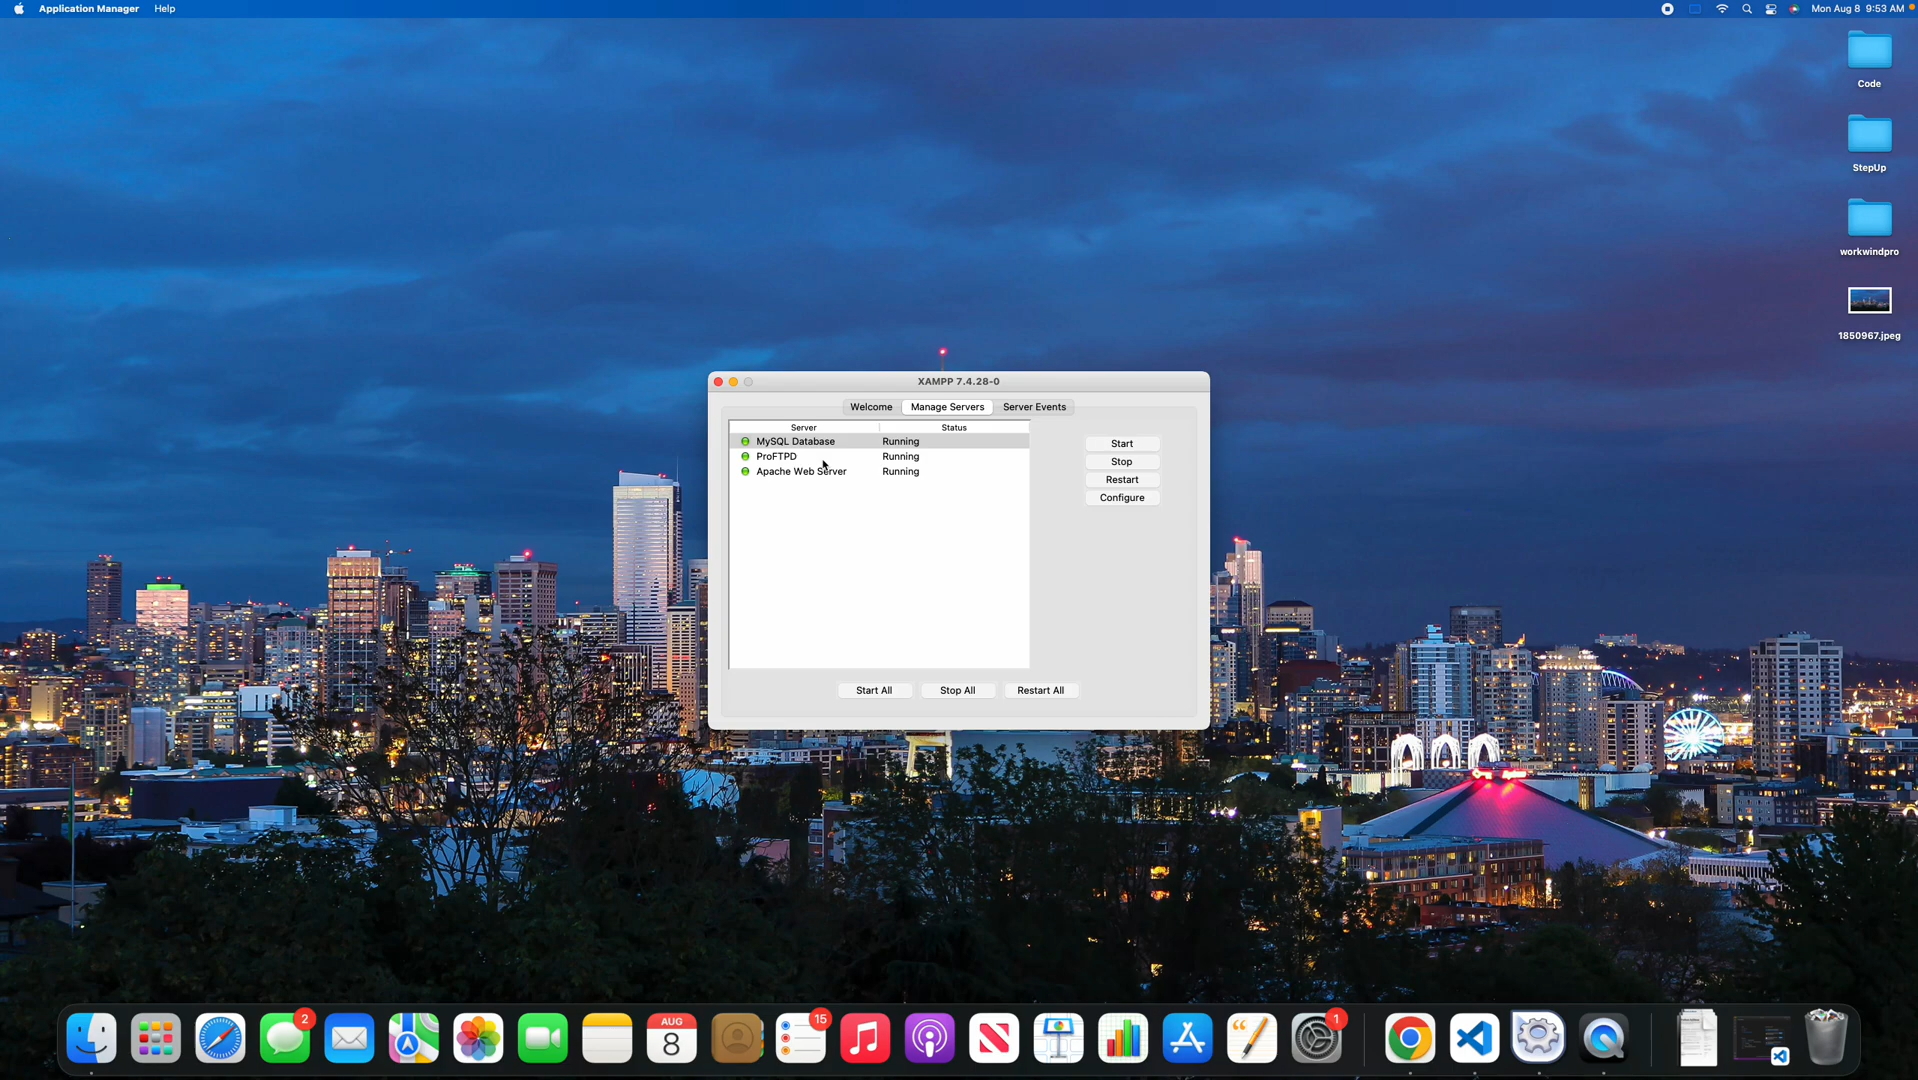 Application Manager Help Mon Aug 8 9:53 AM
Code
StepUp
workwindpro
1850967.jpeg
XAMPP 7.4.28-0
Welcome Manage Servers Server Events
Server Status
MySQL Database Running
ProFTPD Running
Apache Web Server Running
Start
Stop
Restart
Configure
Start All Stop All Restart All
2
AUG
8
15
1